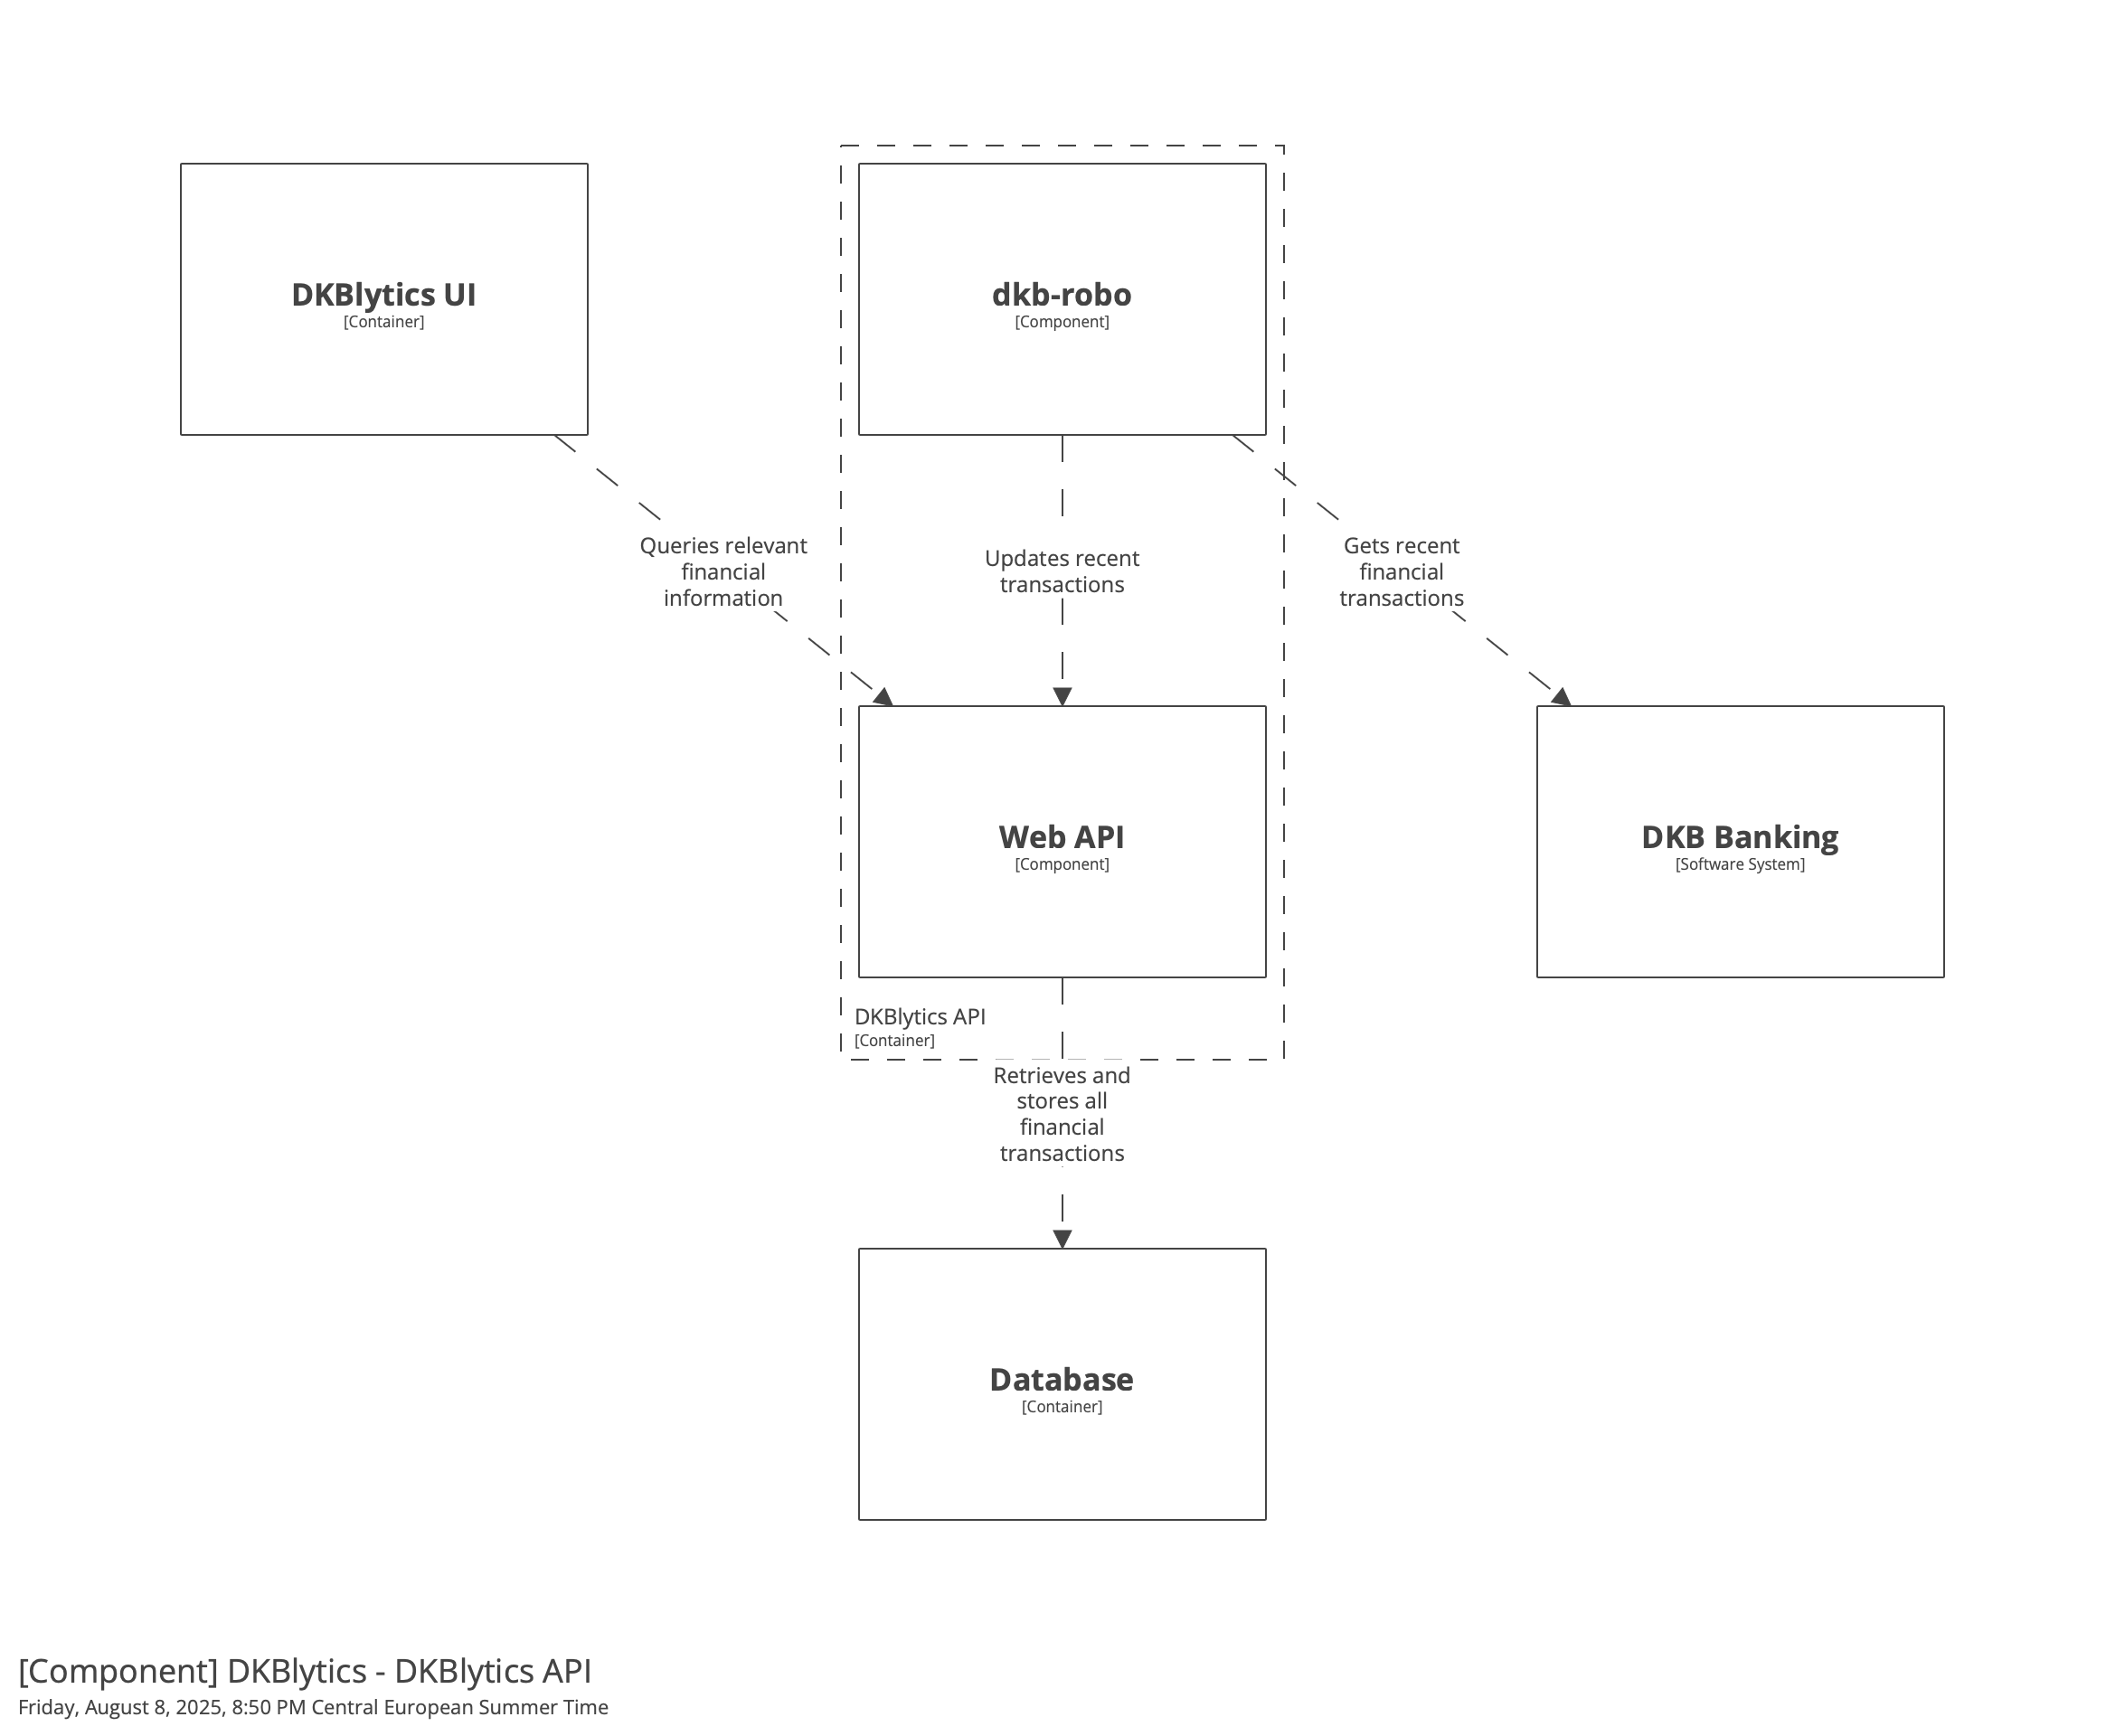 DKBlytics UI
[Container]
dkb-robo
[Component]
Queries relevant
financial
information
Updates recent
transactions
Gets recent
financial
transactions
Web API
[Component]
DKB Banking
[Software System]
DKBlytics API
[Container]
Retrieves and
stores all
financial
transactions
Database
[Container]
[Component] DKBlytics - DKBlytics API
Friday, August 8, 2025, 8:50 PM Central European Summer Time